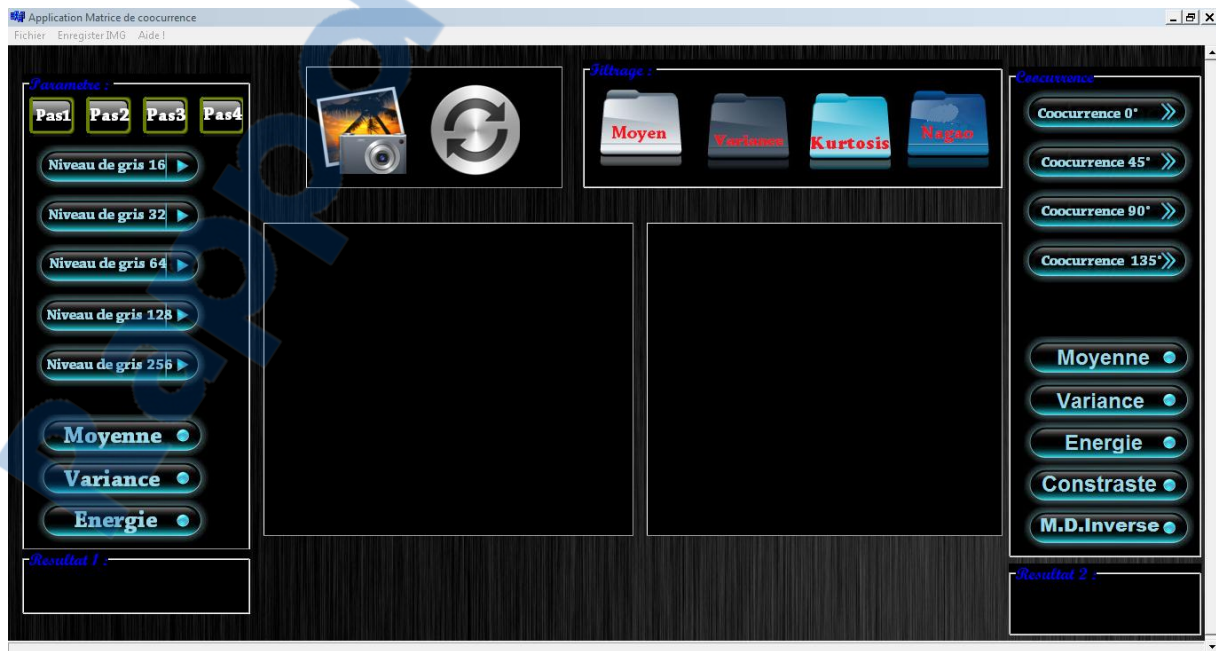 Application Matrice de coocurrence
Fichier Enregister IMG Aide !
Parametre :
Pas1 Pas2 Pas3 Pas4
Niveau de gris 16
Niveau de gris 32
Niveau de gris 64
Niveau de gris 128
Niveau de gris 256
Moyenne
Variance
Energie
Resultat 1 :
Filtrage :
Moyen Variance Kurtosis Nagao
Coocurrence
Coocurrence 0°
Coocurrence 45°
Coocurrence 90°
Coocurrence 135°
Moyenne
Variance
Energie
Constraste
M.D.Inverse
Resultat 2 :